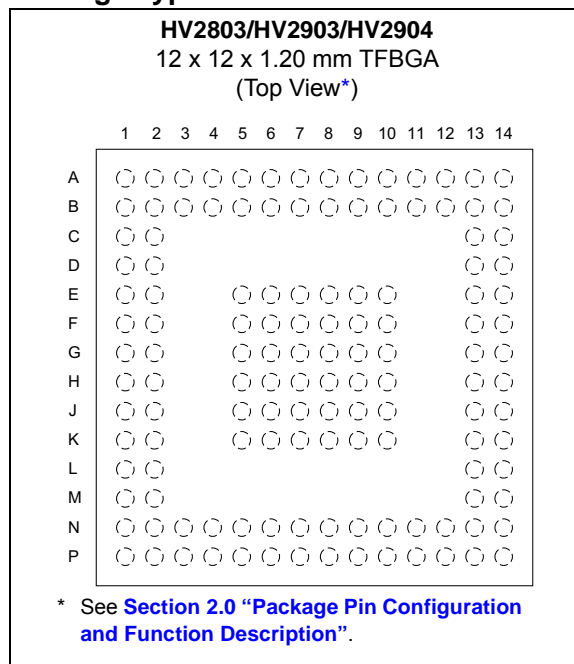 HV2803/HV2903/HV2904
12 x 12 x 1.20 mm TFBGA
(Top View*)
1 2 3 4 5 6 7 8 9 10 11 12 13 14
A
B
C
D
E
F
G
H
J
K
L
M
N
P
* See Section 2.0 “Package Pin Configuration
and Function Description”.